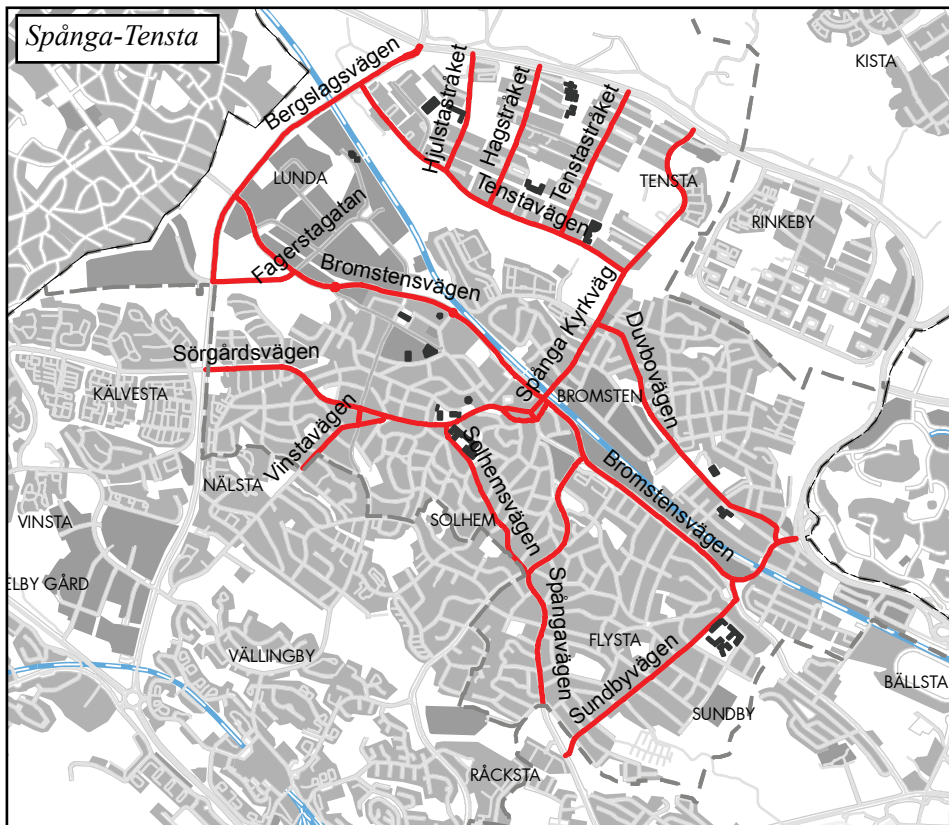 Spånga-Tensta
KISTA
Bergslagsvägen
Hjulstastråket
Hagstråket
Tenstastråket
LUNDA
TENSTA
Tenstavägen
RINKEBY
Fagerstagatan
Bromstensvägen
Spånga Kyrkväg
Duvbovägen
Sörgårdsvägen
KÄLVESTA
BROMSTEN
Vinstavägen
NÄLSTA
Solhemsvägen
Bromstensvägen
VINSTA
SOLHEM
ELBY GÅRD
Spångavägen
FLYSTA
Sundbyvägen
VÄLLINGBY
BÄLLSTA
SUNDBY
RÅCKSTA